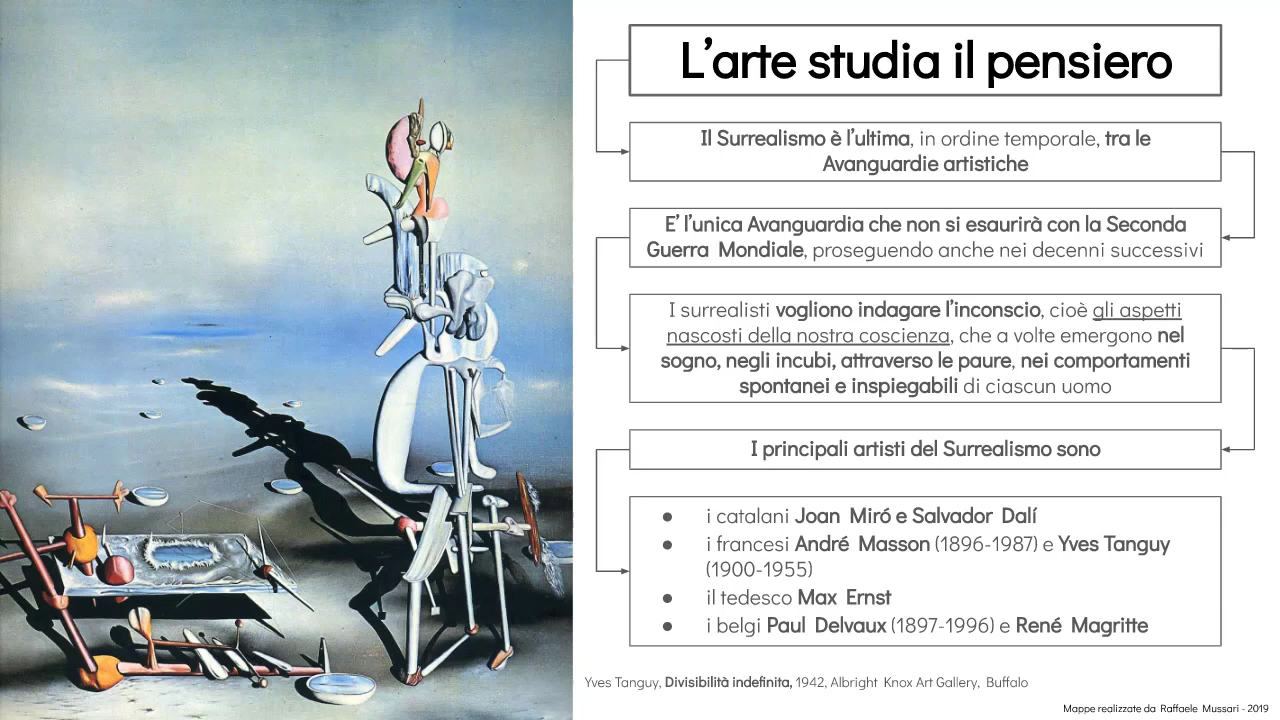 L'arte studia il pensiero
Il Surrealismo è l'ultima, in ordine temporale, tra le
Avanguardie artistiche
E' l'unica Avanguardia che non si esaurirà con la Seconda
Guerra Mondiale, proseguendo anche nei decenni successivi
I surrealisti vogliono indagare l'inconscio, cioè gli aspetti
nascosti della nostra coscienza, che a volte emergono nel
sogno, negli incubi, attraverso le paure, nei comportamenti
spontanei e inspiegabili di ciascun uomo
I principali artisti del Surrealismo sono
● i catalani Joan Miró e Salvador Dalí
● i francesi André Masson (1896-1987) e Yves Tanguy
(1900-1955)
● il tedesco Max Ernst
● i belgi Paul Delvaux (1897-1996) e René Magritte
Yves Tanguy, Divisibilità indefinita, 1942, Albright Knox Art Gallery, Buffalo
Mappe realizzate da Raffaele Mussari - 2019